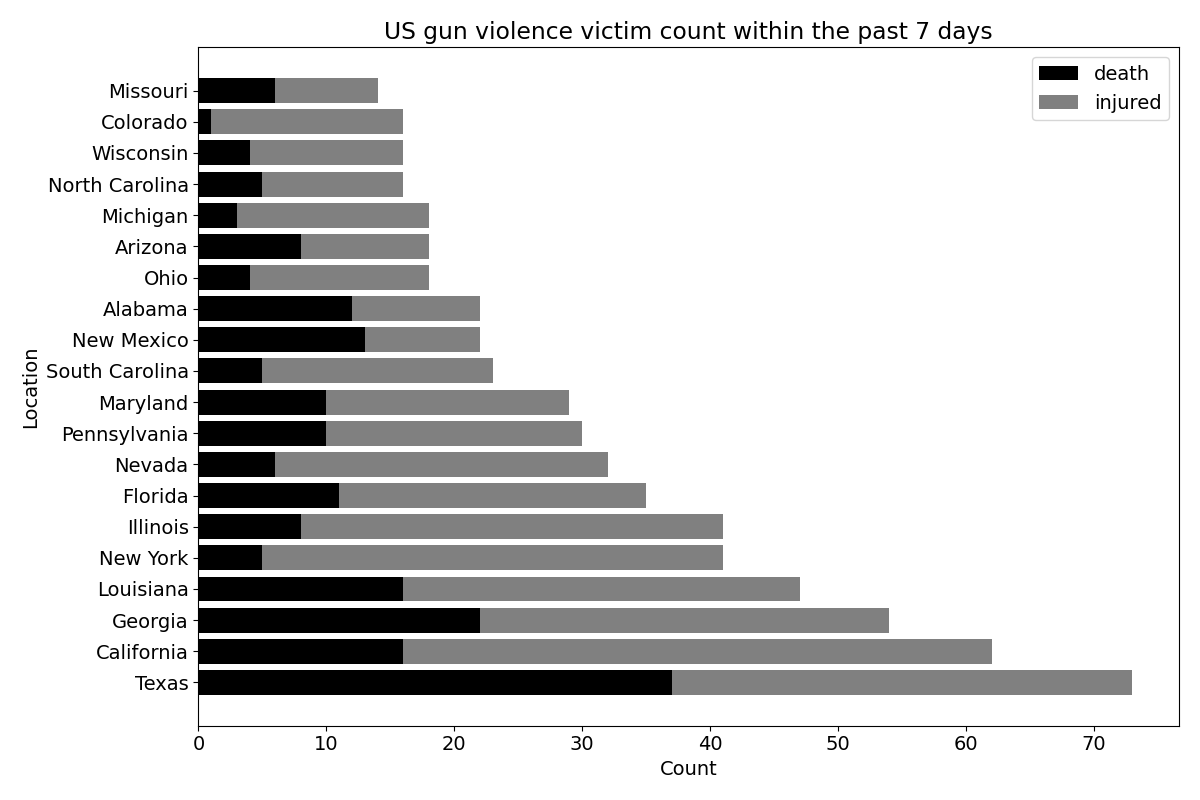 US gun violence victim count within the past 7 days
death
injured
Missouri
Colorado
Wisconsin
North Carolina
Michigan
Arizona
Ohio
Alabama
New Mexico
South Carolina
Maryland
Pennsylvania
Nevada
Florida
Illinois
New York
Louisiana
Georgia
California
Texas
Location
0 10 20 30 40 50 60 70
Count